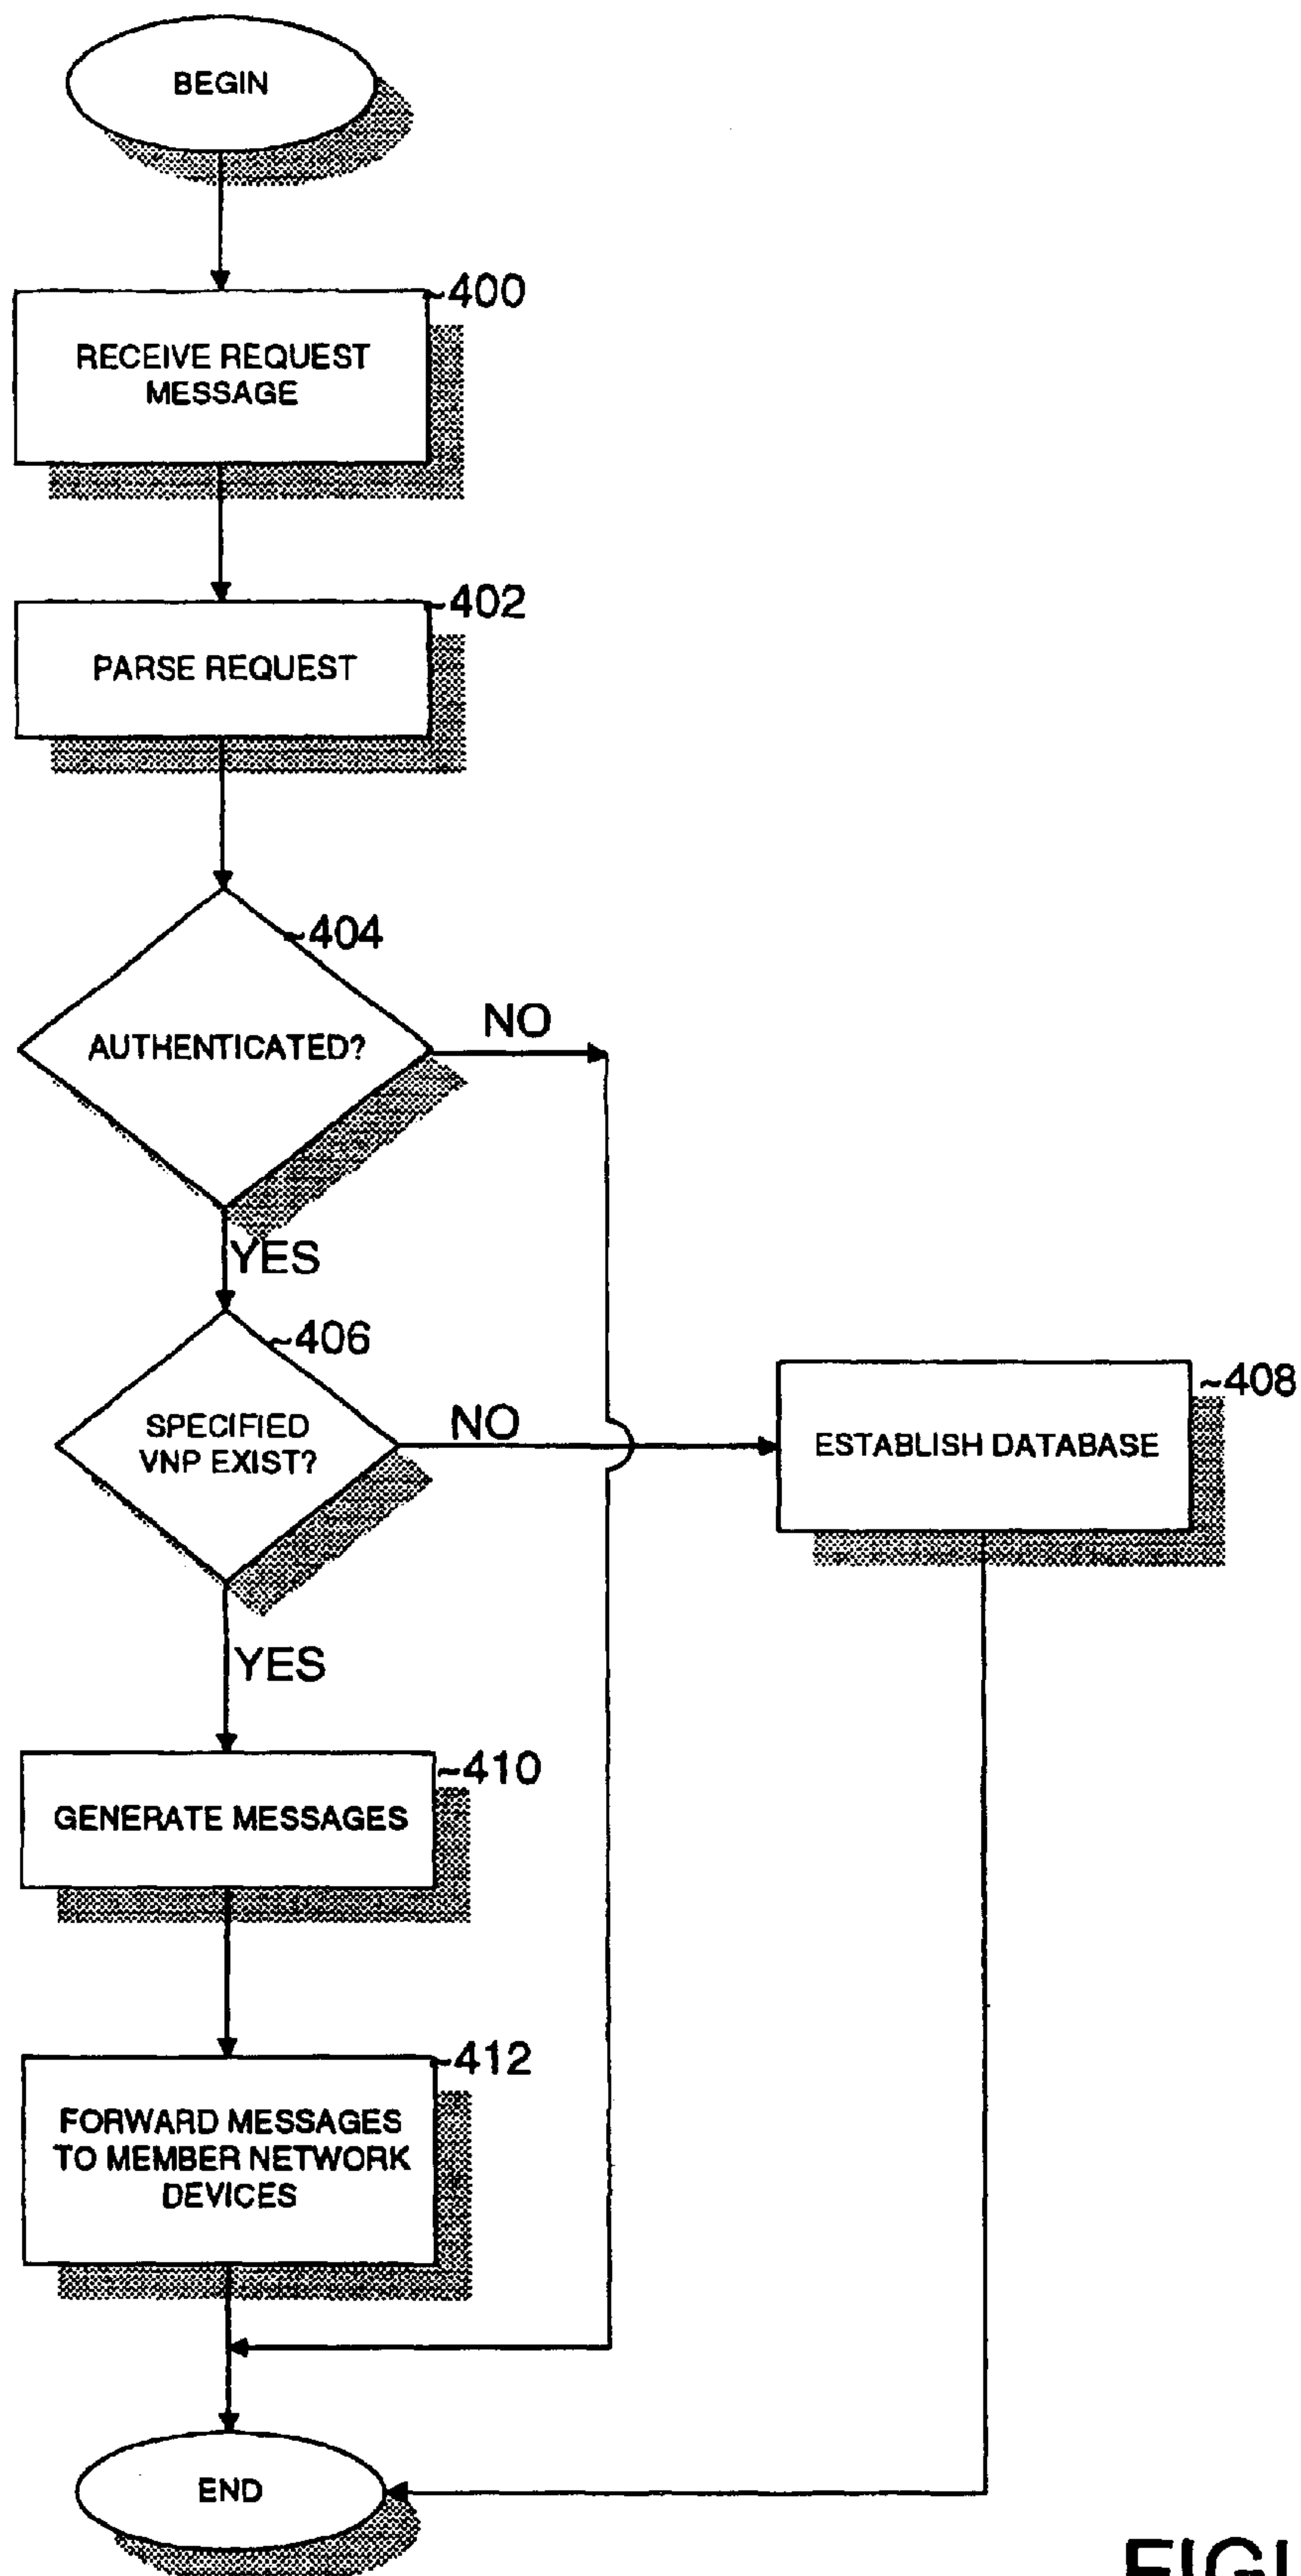 BEGIN
~400
RECEIVE REQUEST
MESSAGE
~402
PARSE REQUEST
~404
AUTHENTICATED?
NO
YES
~406
SPECIFIED
VNP EXIST?
NO
~408
ESTABLISH DATABASE
YES
~410
GENERATE MESSAGES
~412
FORWARD MESSAGES
TO MEMBER NETWORK
DEVICES
END